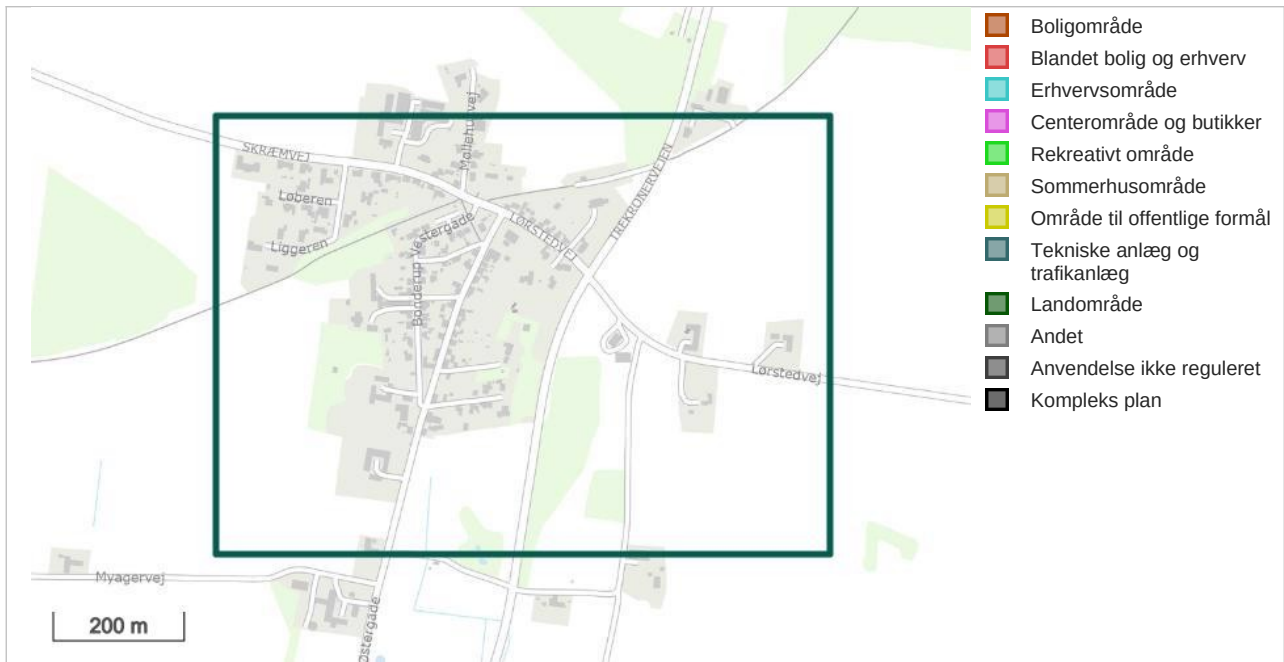 SKRÆMVEJ
Møllehusvej
TREKRONERVEJEN
Loberen
LØRSTEDVEJ
Liggeren
Bonderup Vestergade
Lørstedvej
Myagervej
Østergade
200 m
Boligområde
Blandet bolig og erhverv
Erhvervsområde
Centerområde og butikker
Rekreativt område
Sommerhusområde
Område til offentlige formål
Tekniske anlæg og
trafikanlæg
Landområde
Andet
Anvendelse ikke reguleret
Kompleks plan